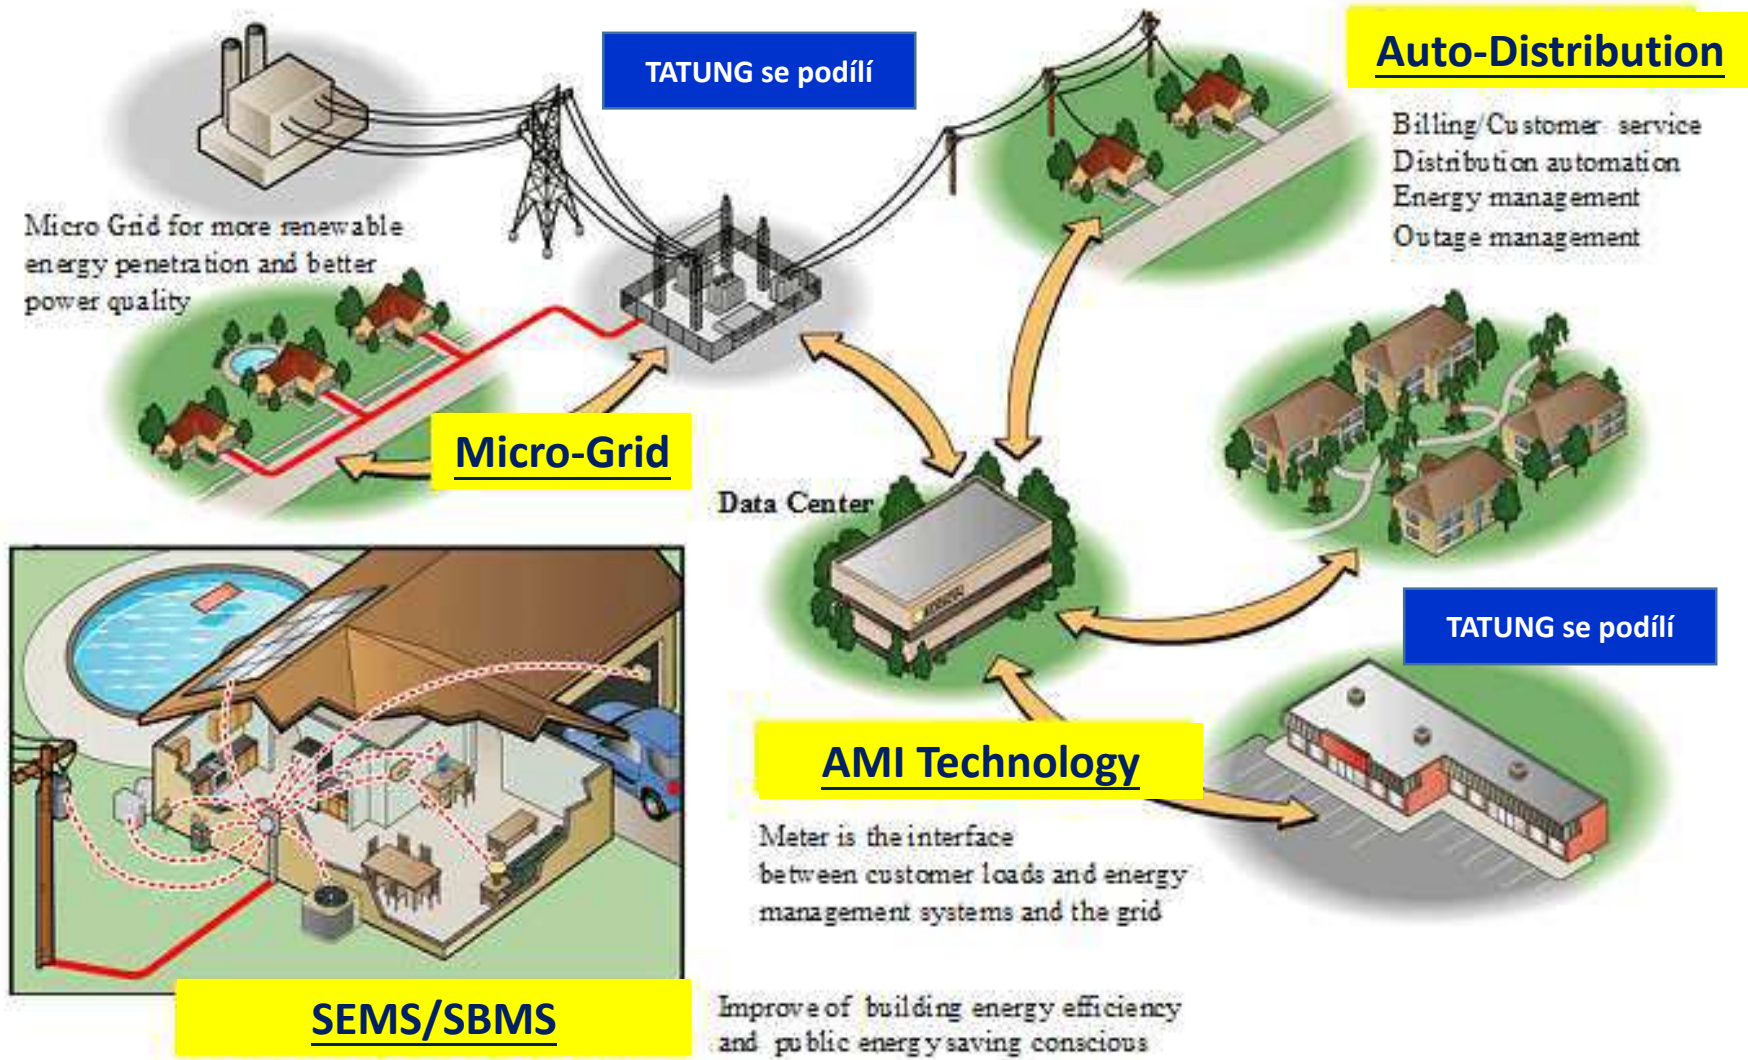 TATUNG se podílí
Auto-Distribution
Billing/Customer service
Distribution automation
Energy management
Outage management
Micro Grid for more renewable
energy penetration and better
power quality
Micro-Grid
Data Center
TATUNG se podílí
AMI Technology
Meter is the interface
between customer loads and energy
management systems and the grid
SEMS/SBMS
Improve of building energy efficiency
and public energy saving conscious